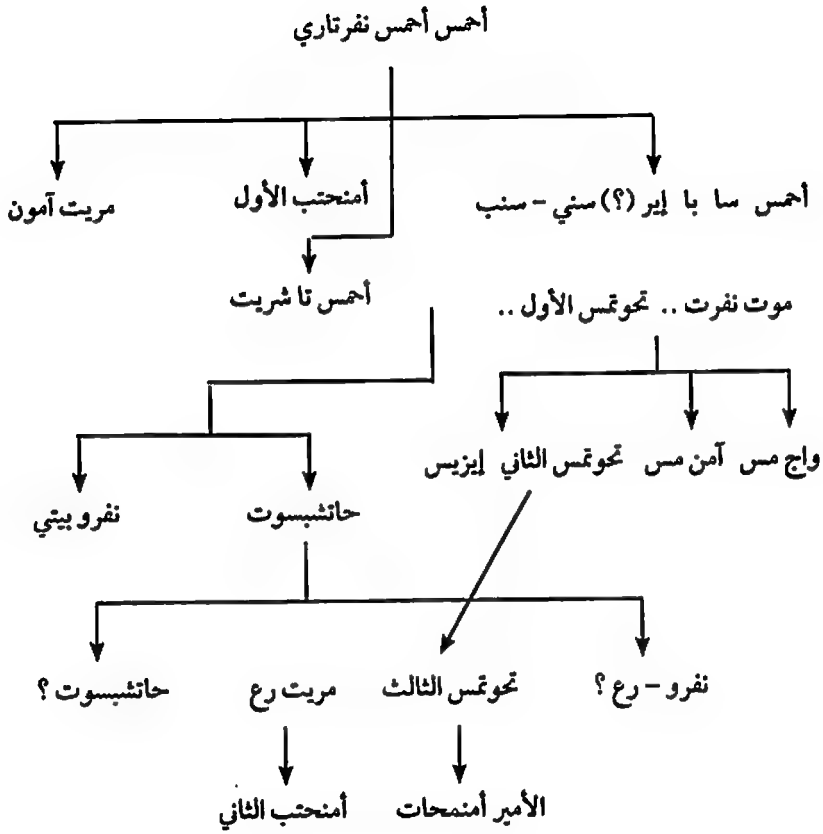 أحمس أحمس نفرتاري
أحمس سا با إير (؟) سني – سنب أمنحتب الأول مريت آمون
أحمس تا شريت
موت نفرت .. تحوتمس الأول ..
واج مس آمن مس تحوتمس الثاني إيزيس
حاتشبسوت نفرو بيتي
نفرو – رع ؟ تحوتمس الثالث مريت رع حاتشبسوت ؟
الأمير أمنمحات أمنحتب الثاني